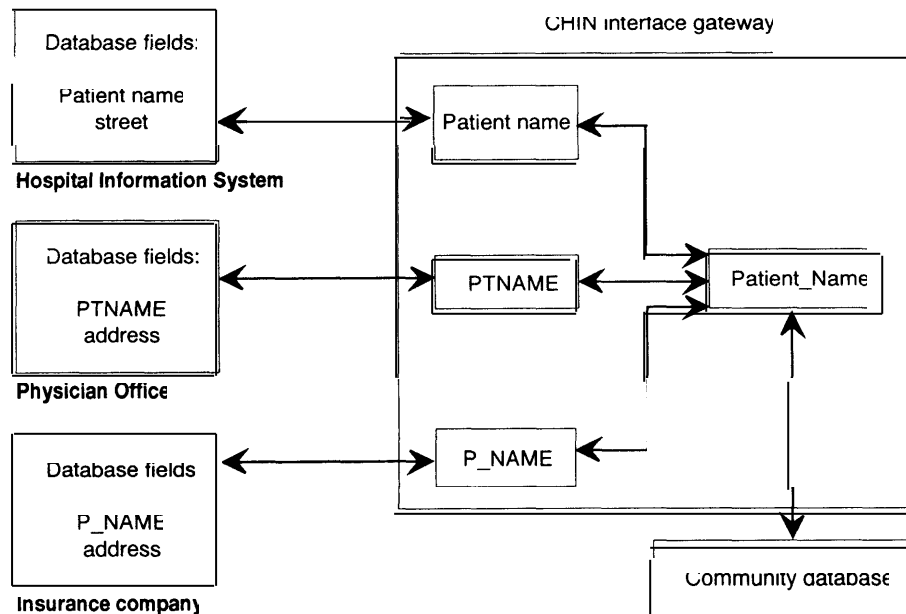 CHIN interface gateway
Database fields:
Patient name
street
Hospital Information System
Patient name
Database fields:
PTNAME
address
Physician Office
PTNAME
Patient_Name
Database fields
P_NAME
address
Insurance company
P_NAME
Community database